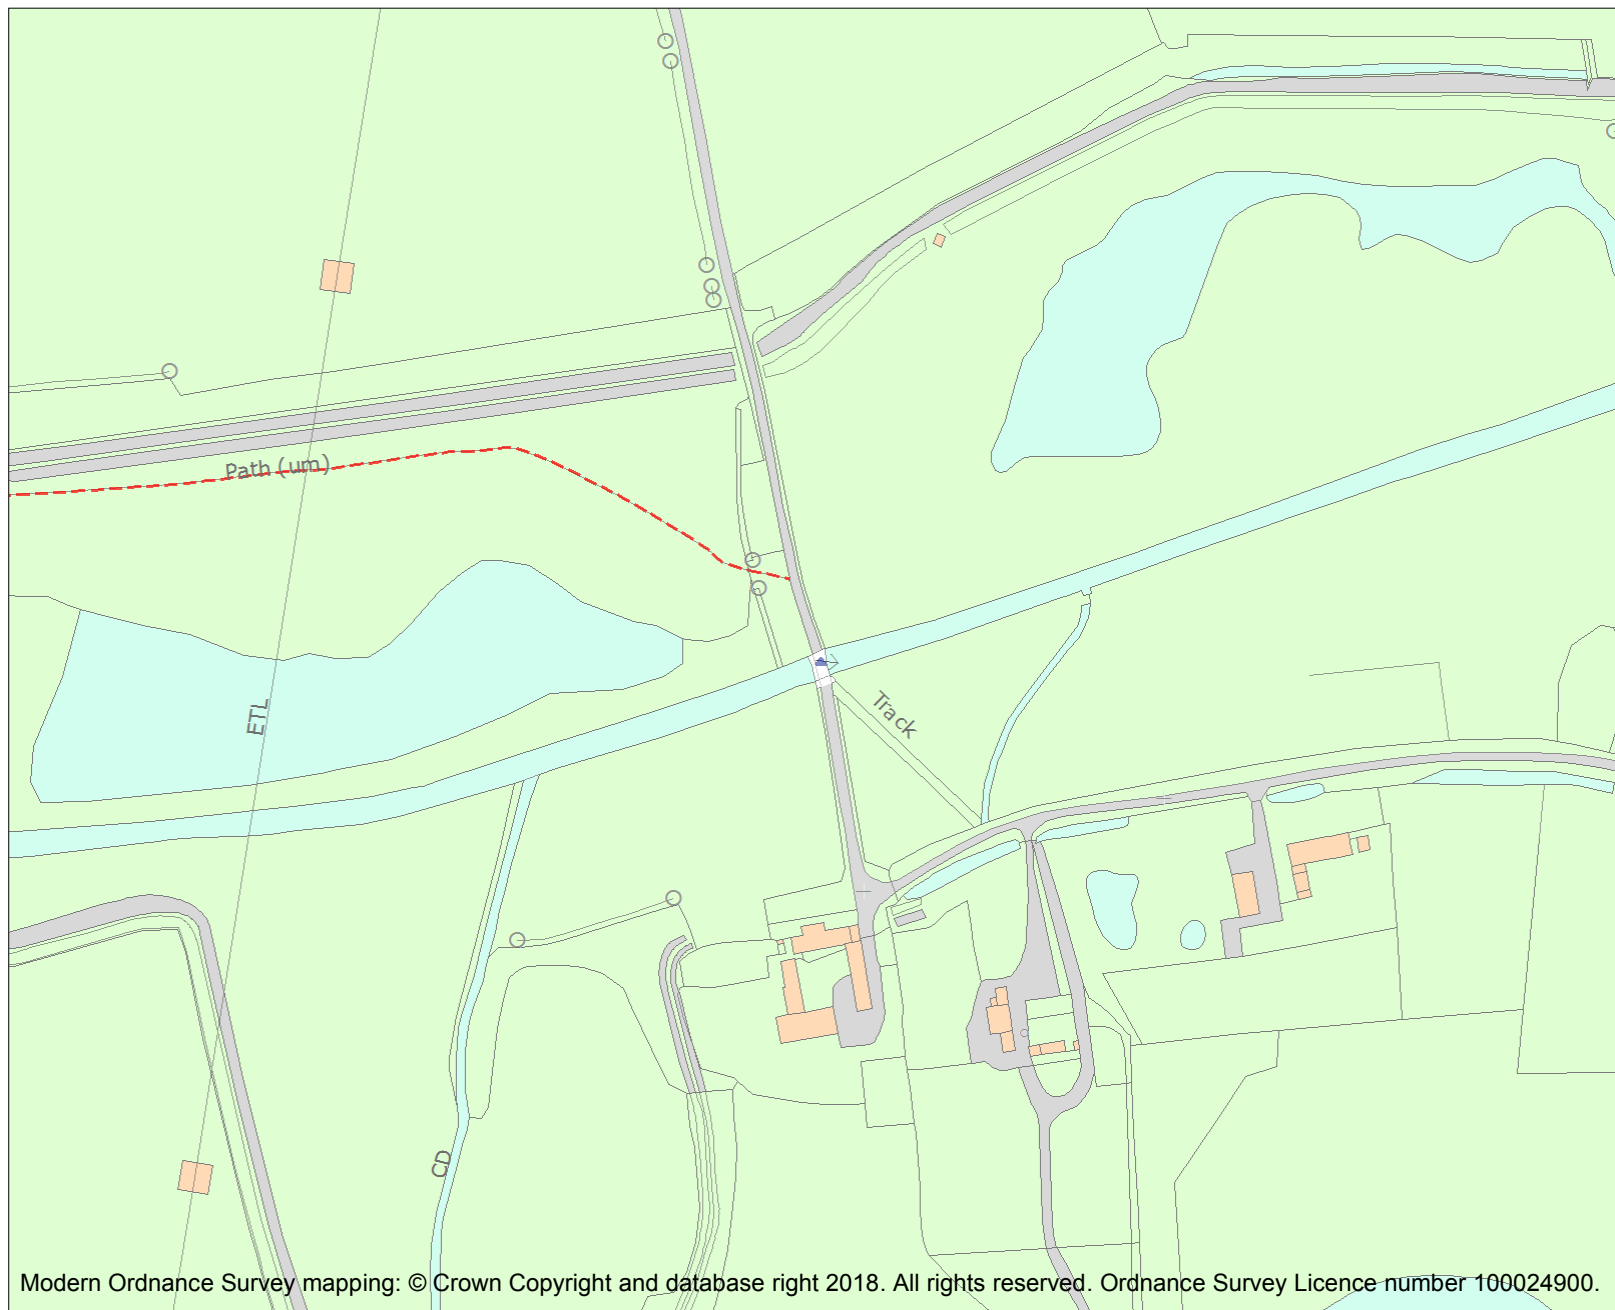 Path (um)
ETL
Track
CD
Modern Ordnance Survey mapping: © Crown Copyright and database right 2018. All rights reserved. Ordnance Survey Licence number 100024900.